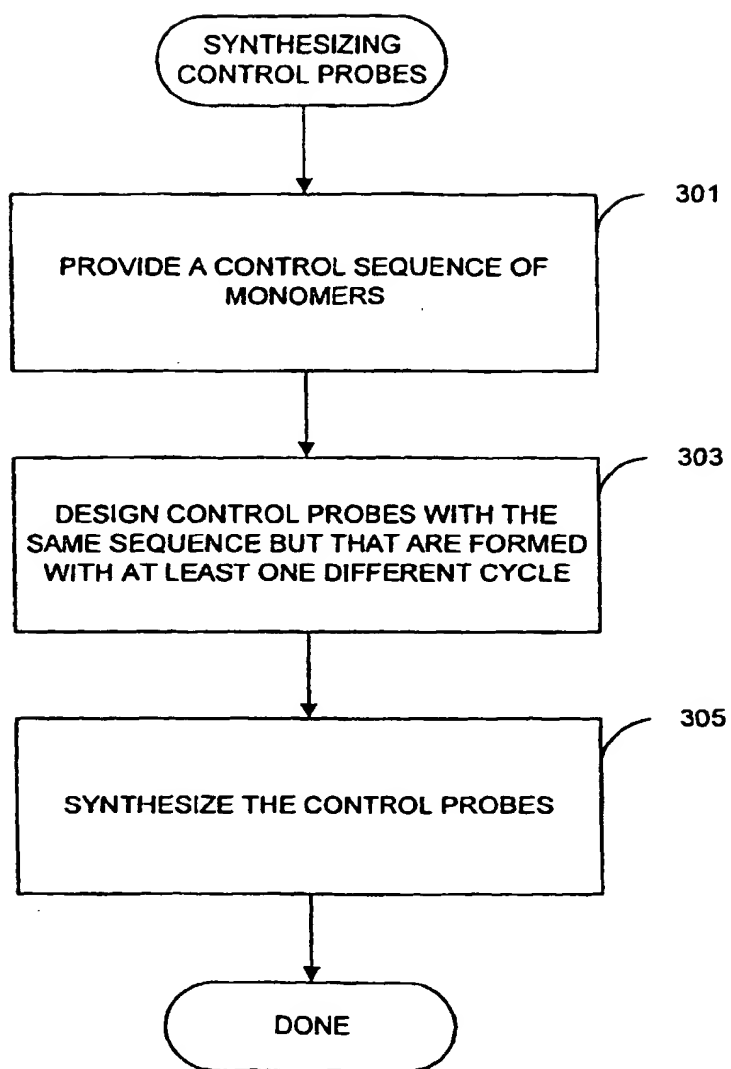 SYNTHESIZING
CONTROL PROBES
301
PROVIDE A CONTROL SEQUENCE OF
MONOMERS
303
DESIGN CONTROL PROBES WITH THE
SAME SEQUENCE BUT THAT ARE FORMED
WITH AT LEAST ONE DIFFERENT CYCLE
305
SYNTHESIZE THE CONTROL PROBES
DONE